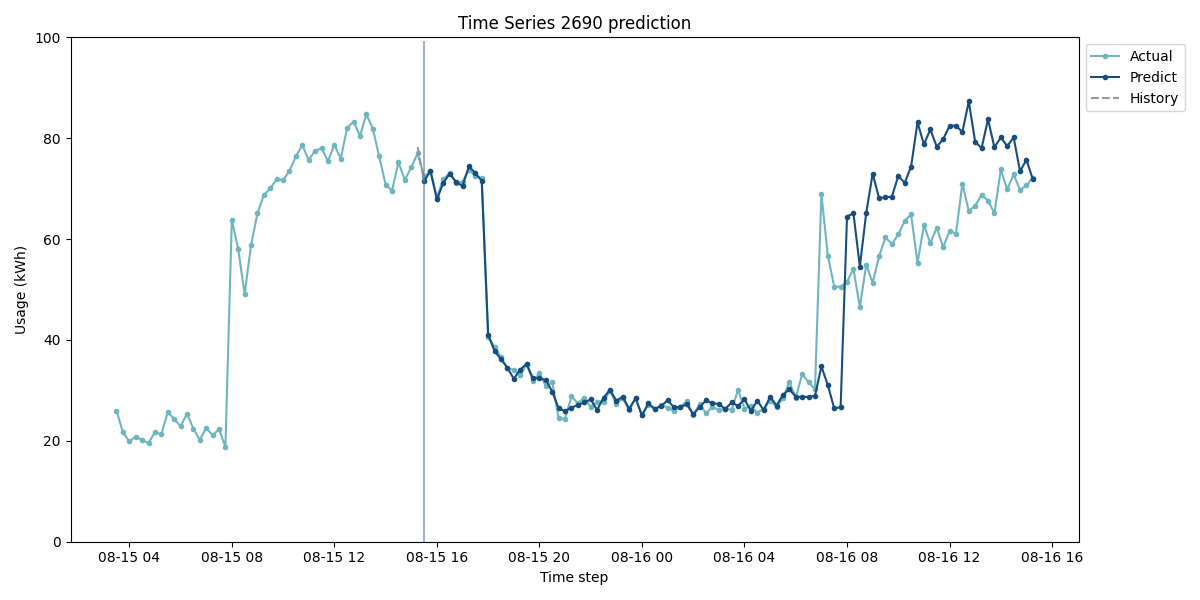 Time Series 2690 prediction
100
80
60
40
20
0
Usage (kWh)
08-15 04
08-15 08
08-15 12
08-15 16
08-15 20
08-16 00
08-16 04
08-16 08
08-16 12
08-16 16
Time step
Actual
Predict
History